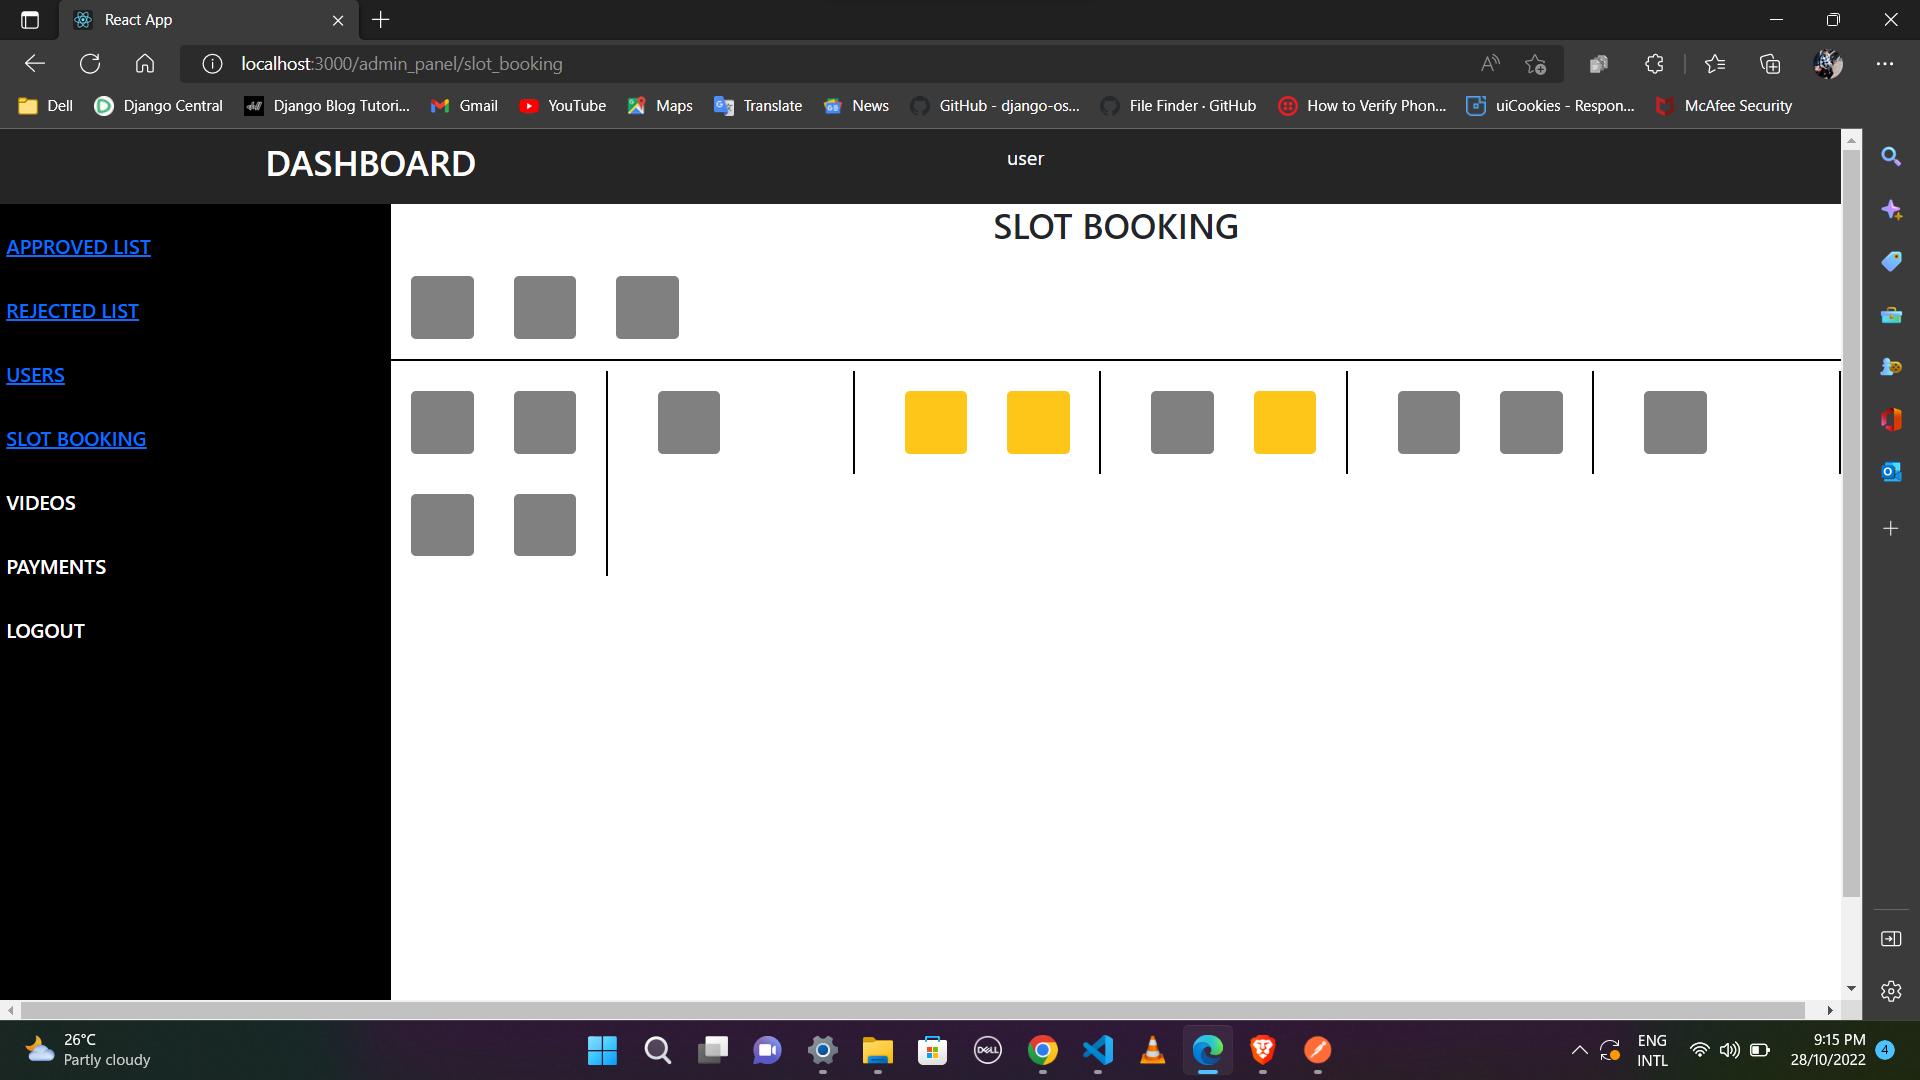 React App
localhost:3000/admin_panel/slot_booking
Dell
Django Central
Django Blog Tutori...
Gmail
YouTube
Maps
Translate
News
GitHub - django-os...
File Finder · GitHub
How to Verify Phon...
uiCookies - Respon...
McAfee Security
DASHBOARD
user
SLOT BOOKING
APPROVED LIST
REJECTED LIST
USERS
SLOT BOOKING
VIDEOS
PAYMENTS
LOGOUT
26°C
Partly cloudy
DELL
ENG
INTL
9:15 PM
28/10/2022
4